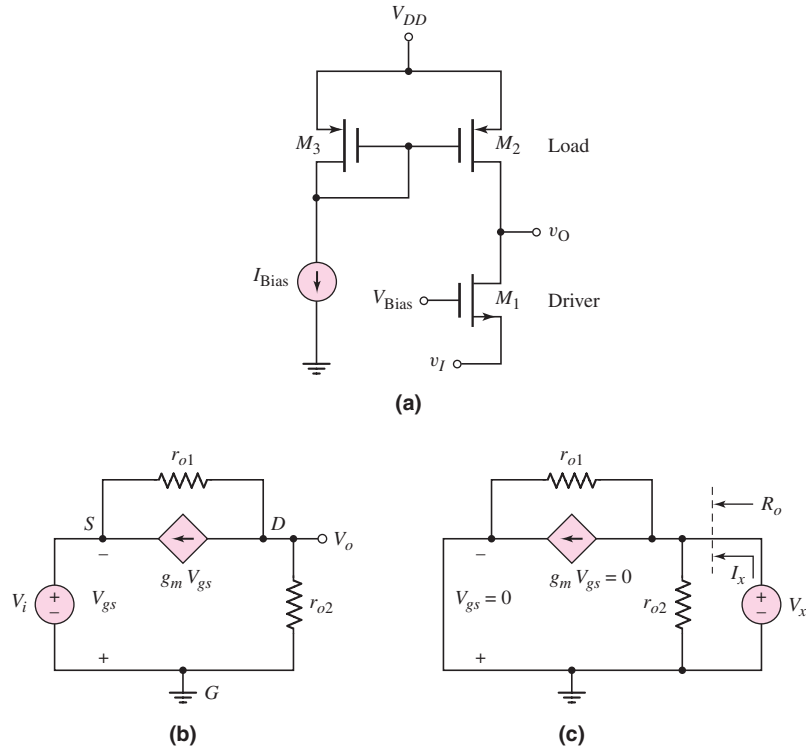 V_DD
M_3
M_2 Load
v_O
I_Bias
V_Bias
M_1 Driver
v_I
(a)
r_o1
S
D
V_o
–
g_m V_gs
V_i
+
–
V_gs
r_o2
+
G
(b)
r_o1
R_o
–
g_m V_gs = 0
I_x
V_gs = 0
r_o2
+
–
V_x
+
(c)